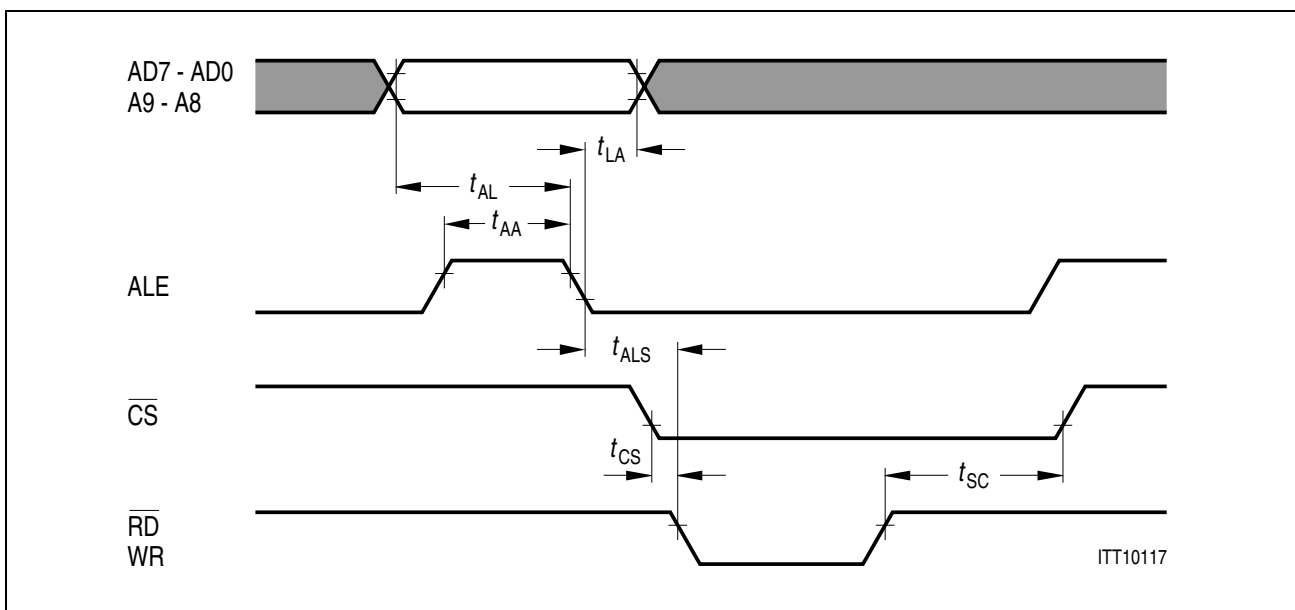 AD7 - AD0
A9 - A8
tLA
tAL
tAA
ALE
tALS
CS
tCS
tSC
RD
WR
ITT10117